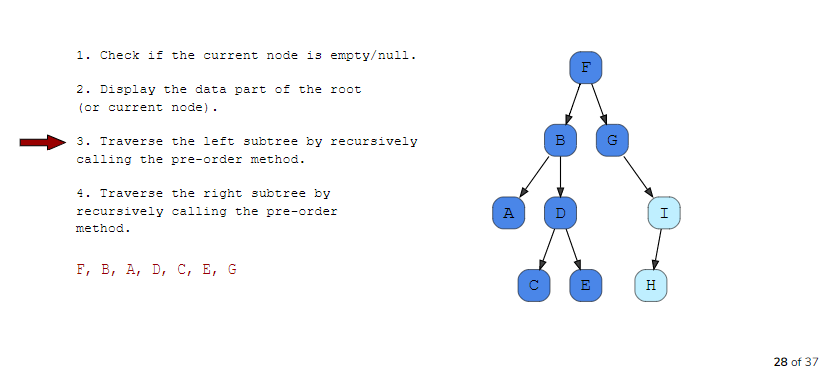 1. Check if the current node is empty/null.
2. Display the data part of the root
(or current node).
3. Traverse the left subtree by recursively
calling the pre-order method.
4. Traverse the right subtree by
recursively calling the pre-order
method.
F, B, A, D, C, E, G
F
B
G
A
D
I
C
E
H
28 of 37